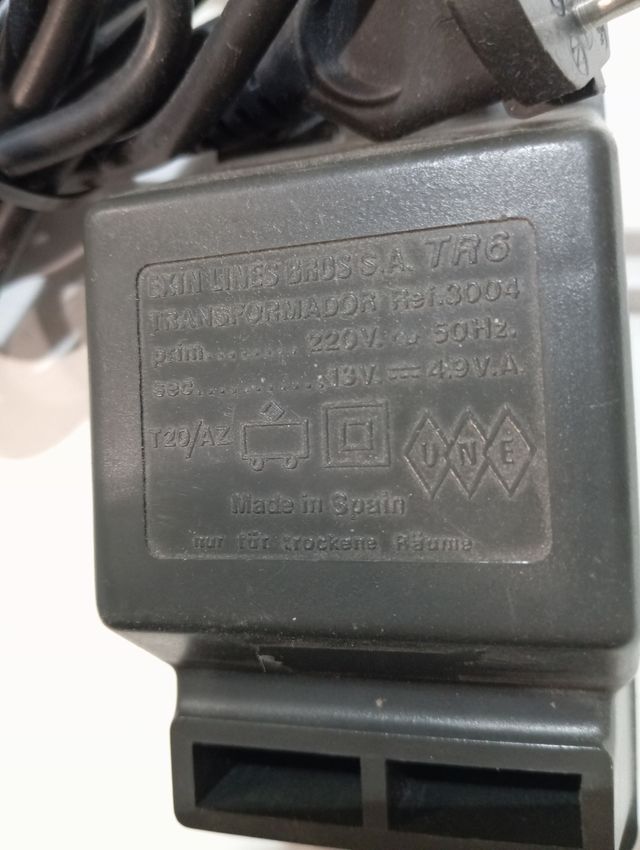 EXIN LINES BROS S.A. TR6
TRANSFORMADOR Ref.3004
prim......... 220V. ~ 50Hz.
sec........... 13V. ⎓ 4.9V.A.
T20/AZ
UNE
Made in Spain
nur für trockene Räume